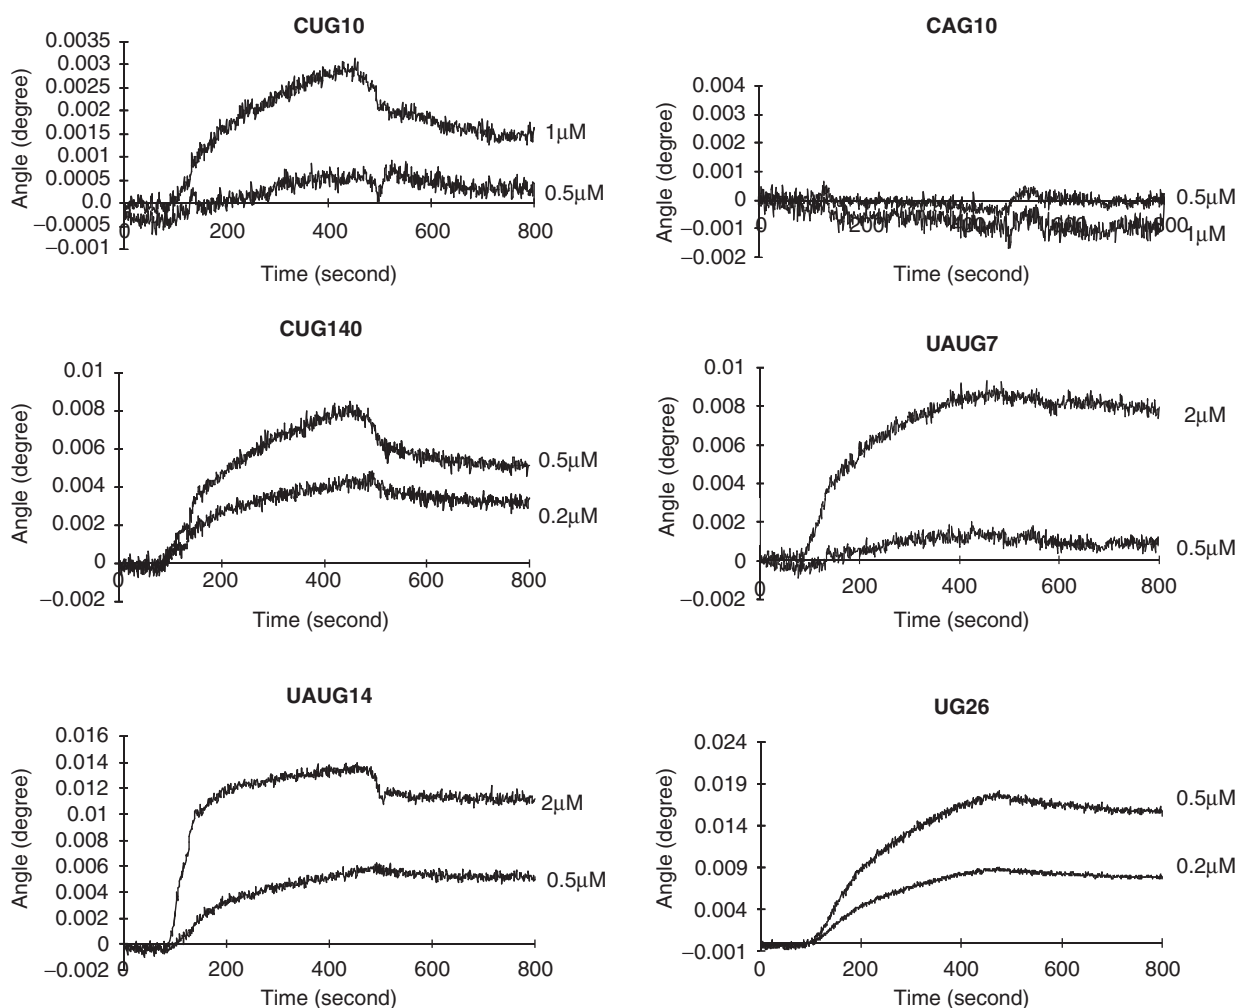 CUG10
0.0035
0.003
0.0025
0.002
0.0015
0.001
0.0005
0.0
−0.0005
−0.001
Angle (degree)
0
200
400
600
800
Time (second)
1μM
0.5μM
CAG10
0.004
0.003
0.002
0.001
0
−0.001
−0.002
Angle (degree)
0
200
400
600
800
Time (second)
0.5μM
1μM
CUG140
0.01
0.008
0.006
0.004
0.002
0
−0.002
Angle (degree)
0
200
400
600
800
Time (second)
0.5μM
0.2μM
UAUG7
0.01
0.008
0.006
0.004
0.002
0
−0.002
Angle (degree)
0
200
400
600
800
Time (second)
2μM
0.5μM
UAUG14
0.016
0.014
0.012
0.01
0.008
0.006
0.004
0.002
0
−0.002
Angle (degree)
0
200
400
600
800
Time (second)
2μM
0.5μM
UG26
0.024
0.019
0.014
0.009
0.004
−0.001
Angle (degree)
0
200
400
600
800
Time (second)
0.5μM
0.2μM